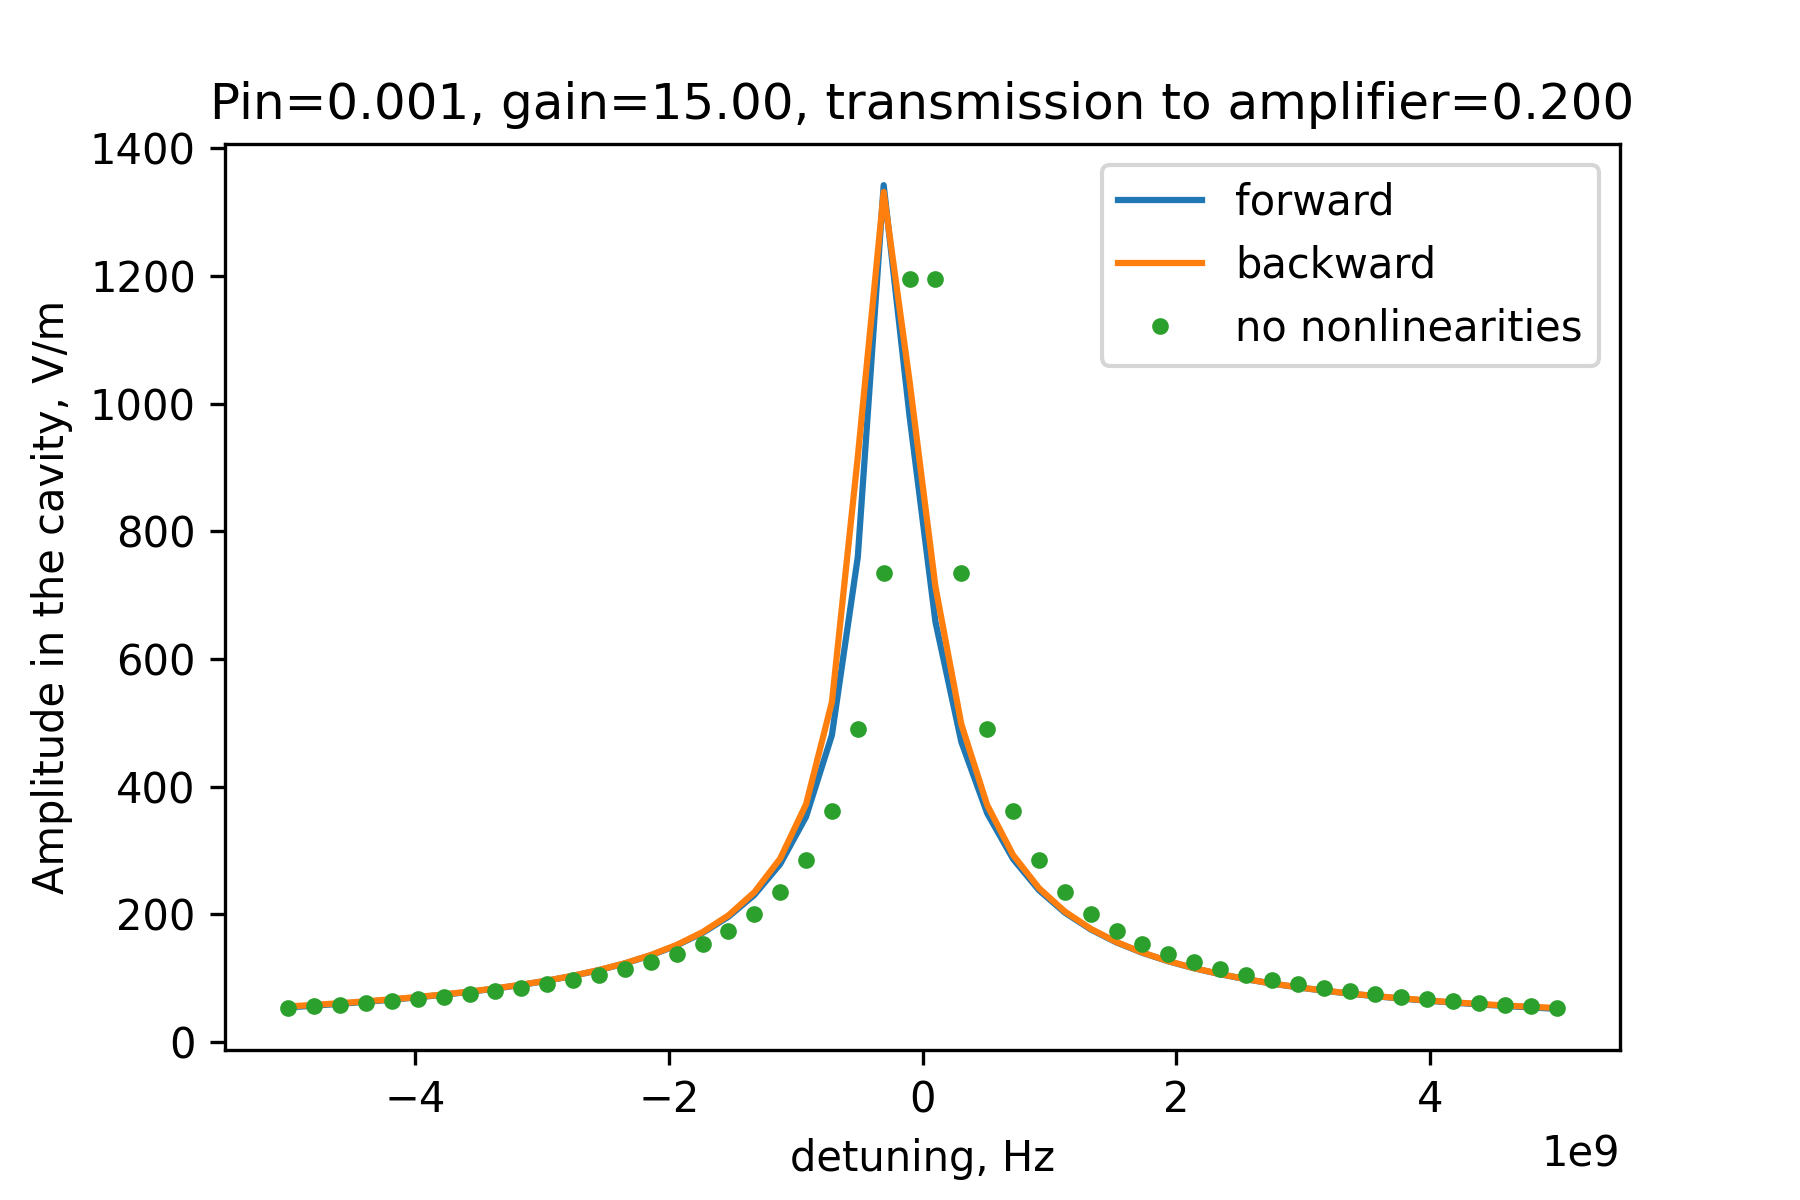 Pin=0.001, gain=15.00, transmission to amplifier=0.200
1400
1200
1000
800
600
400
200
0
Amplitude in the cavity, V/m
forward
backward
no nonlinearities
−4
−2
0
2
4
1e9
detuning, Hz